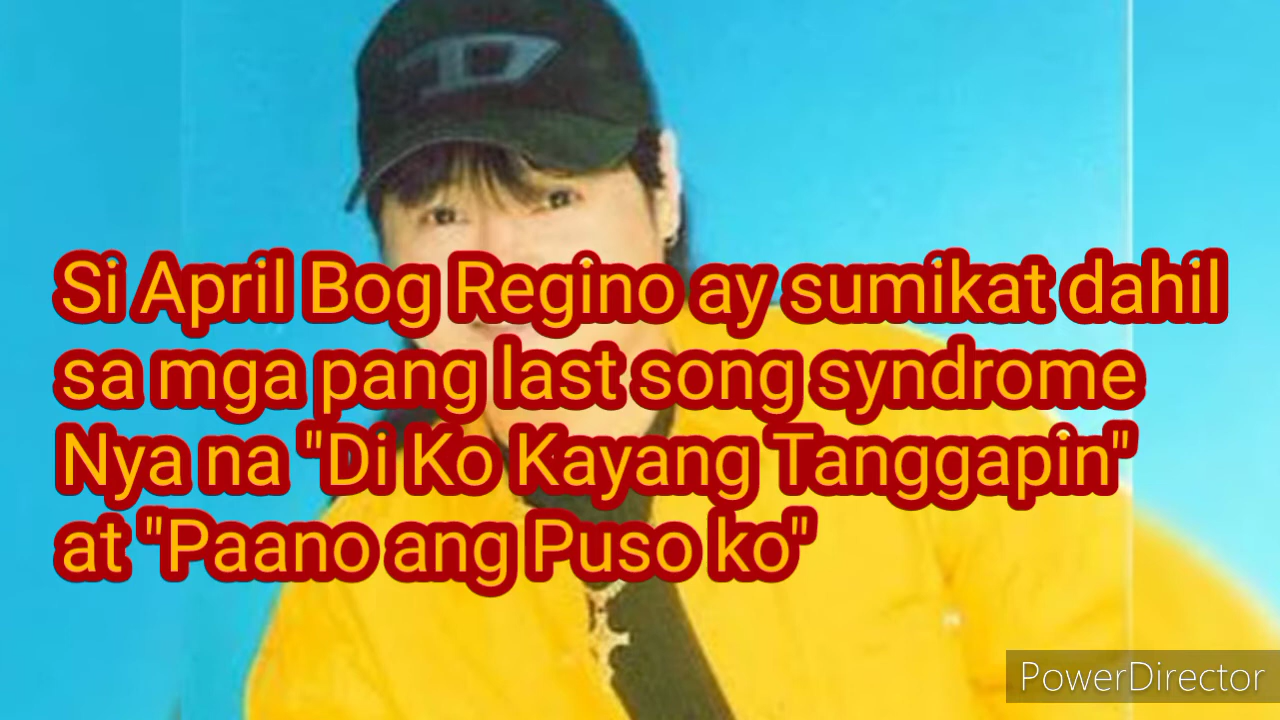 D
Si April Bog Regino ay sumikat dahil
sa mga pang last song syndrome
Nya na "Di Ko Kayang Tanggapin"
at "Paano ang Puso ko"
PowerDirector